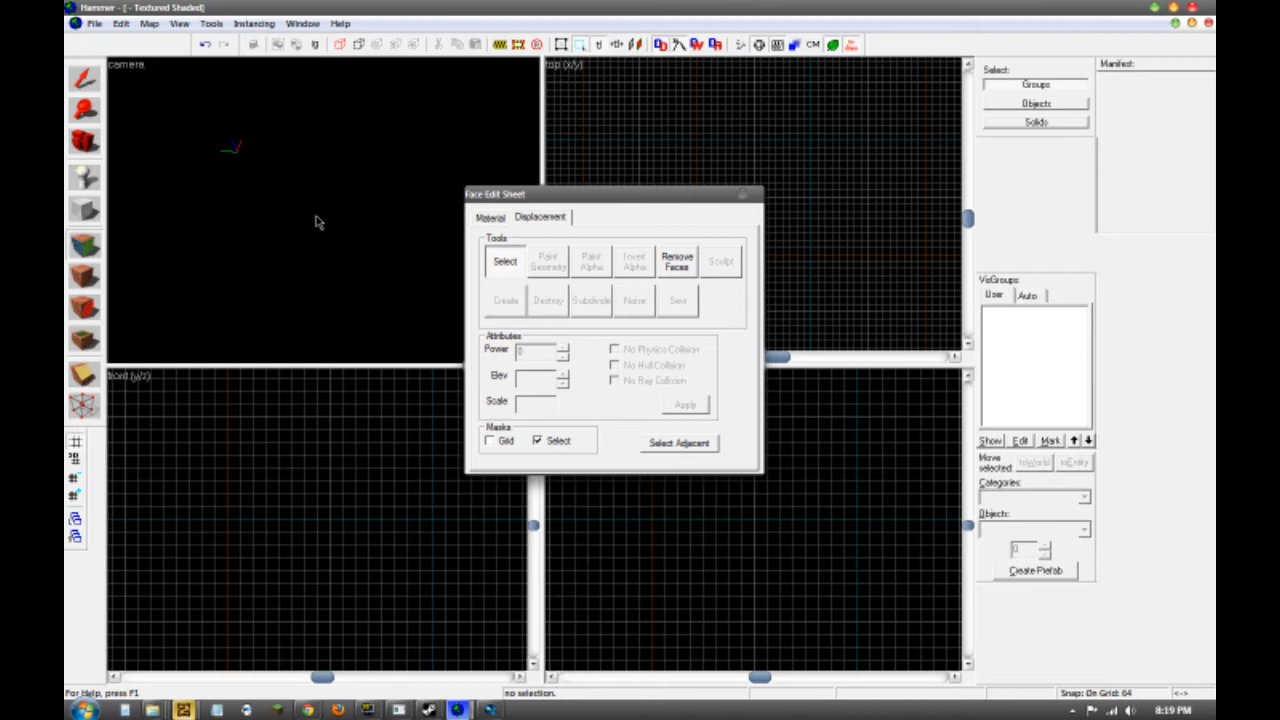 Hammer - [ - Textured Shaded]
File Edit Map View Tools Instancing Window Help
CM
camera
top (x/y)
front (y/z)
Select:
Groups
Objects
Solids
Manifest:
Face Edit Sheet
Material Displacement
Tools
Select
Paint Geometry
Paint Alpha
Invert Alpha
Remove Faces
Sculpt
Create Destroy Subdivide Noise Sew
Attributes
Power 0
Elev
Scale
No Physics Collision
No Hull Collision
No Ray Collision
Apply
Masks
Grid Select
Select Adjacent
VisGroups
User Auto
Show Edit Mark
Move selected: toWorld toEntity
Categories:
Objects:
0
Create Prefab
For Help, press F1
no selection.
Snap: On Grid: 64
<->
8:19 PM